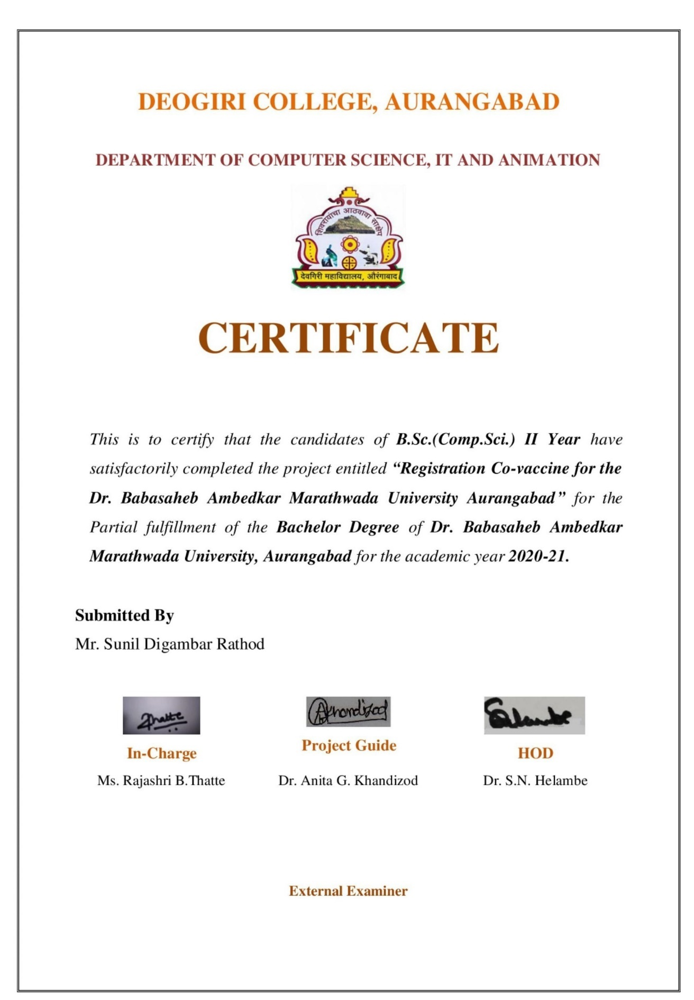 DEOGIRI COLLEGE, AURANGABAD
DEPARTMENT OF COMPUTER SCIENCE, IT AND ANIMATION
शिवरायांचा आठवावा साक्षेप
देवगिरी महाविद्यालय, औरंगाबाद
CERTIFICATE
This is to certify that the candidates of B.Sc.(Comp.Sci.) II Year have
satisfactorily completed the project entitled “Registration Co-vaccine for the
Dr. Babasaheb Ambedkar Marathwada University Aurangabad” for the
Partial fulfillment of the Bachelor Degree of Dr. Babasaheb Ambedkar
Marathwada University, Aurangabad for the academic year 2020-21.
Submitted By
Mr. Sunil Digambar Rathod
Thatte AKhandizod SHelambe
In-Charge Project Guide HOD
Ms. Rajashri B.Thatte Dr. Anita G. Khandizod Dr. S.N. Helambe
External Examiner